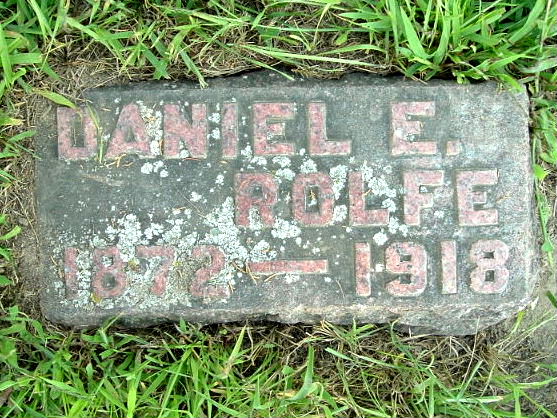 DANIEL E.
ROLFE
1872 — 1918